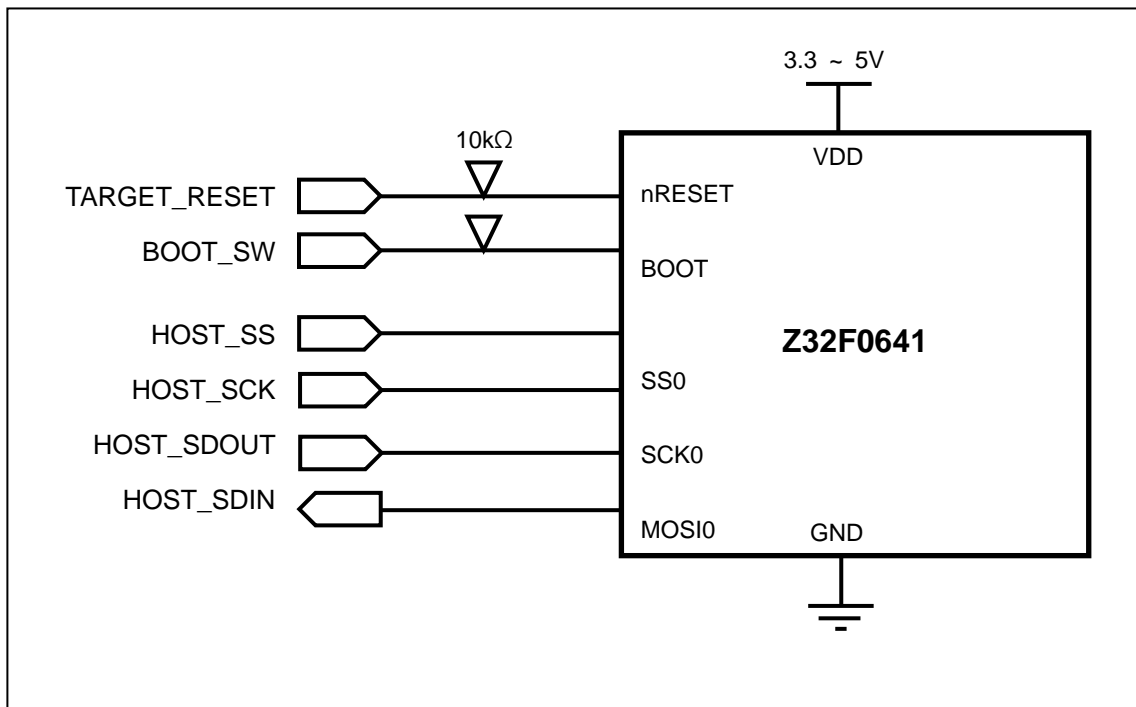 3.3 ~ 5V
10kΩ
VDD
TARGET_RESET
nRESET
BOOT_SW
BOOT
HOST_SS
Z32F0641
HOST_SCK
SS0
HOST_SDOUT
SCK0
HOST_SDIN
MOSI0
GND